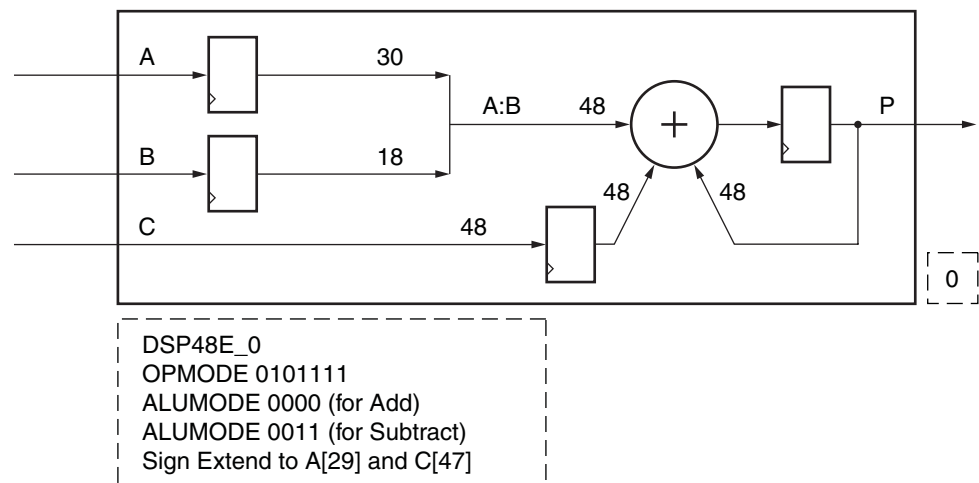 A
30
A:B
48
P
B
18
48
48
C
48
0
DSP48E_0
OPMODE 0101111
ALUMODE 0000 (for Add)
ALUMODE 0011 (for Subtract)
Sign Extend to A[29] and C[47]